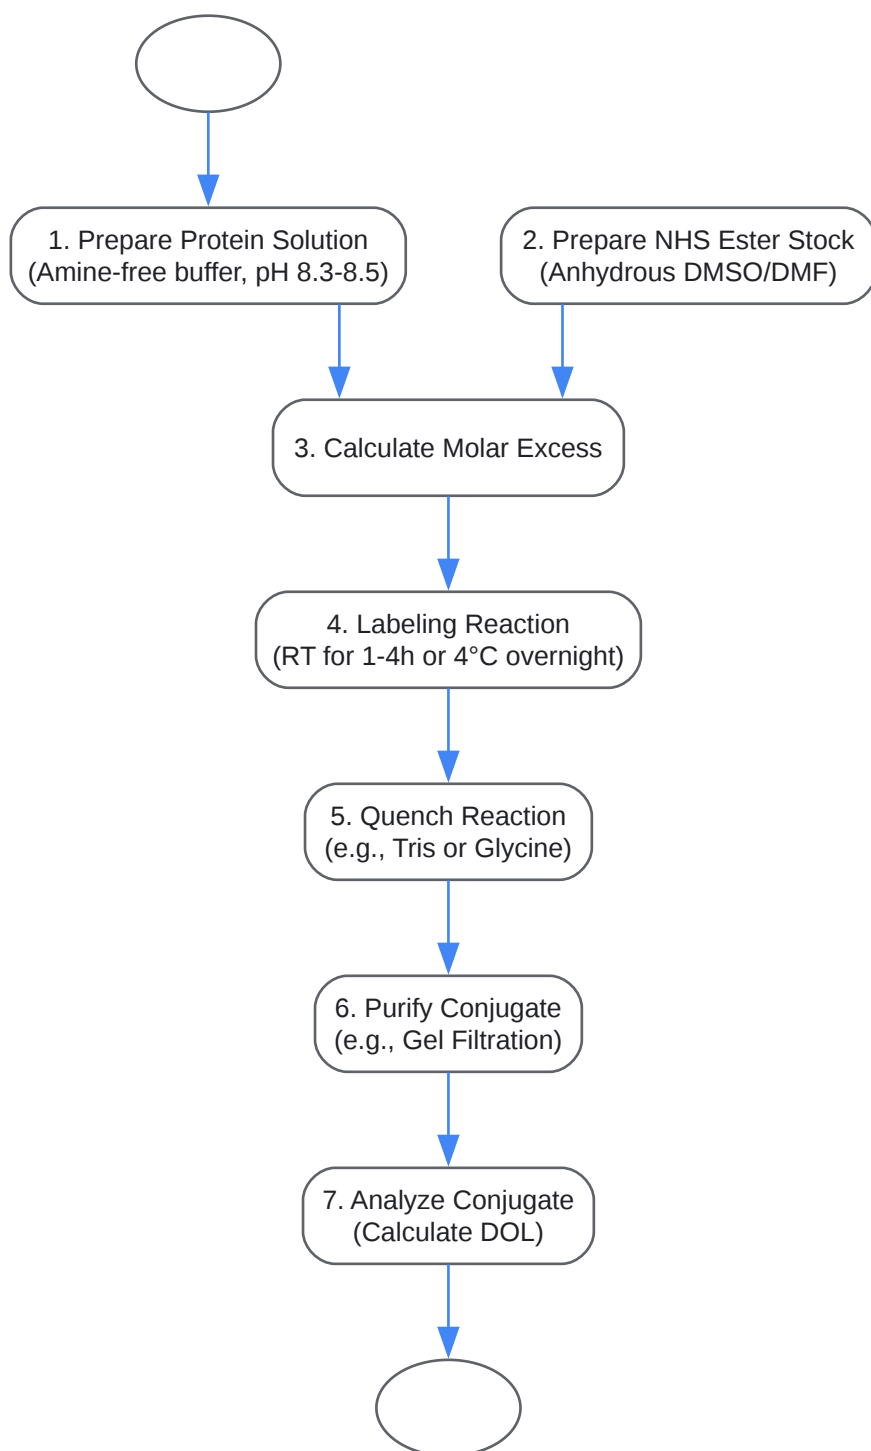 1. Prepare Protein Solution
(Amine-free buffer, pH 8.3-8.5)
2. Prepare NHS Ester Stock
(Anhydrous DMSO/DMF)
3. Calculate Molar Excess
4. Labeling Reaction
(RT for 1-4h or 4°C overnight)
5. Quench Reaction
(e.g., Tris or Glycine)
6. Purify Conjugate
(e.g., Gel Filtration)
7. Analyze Conjugate
(Calculate DOL)